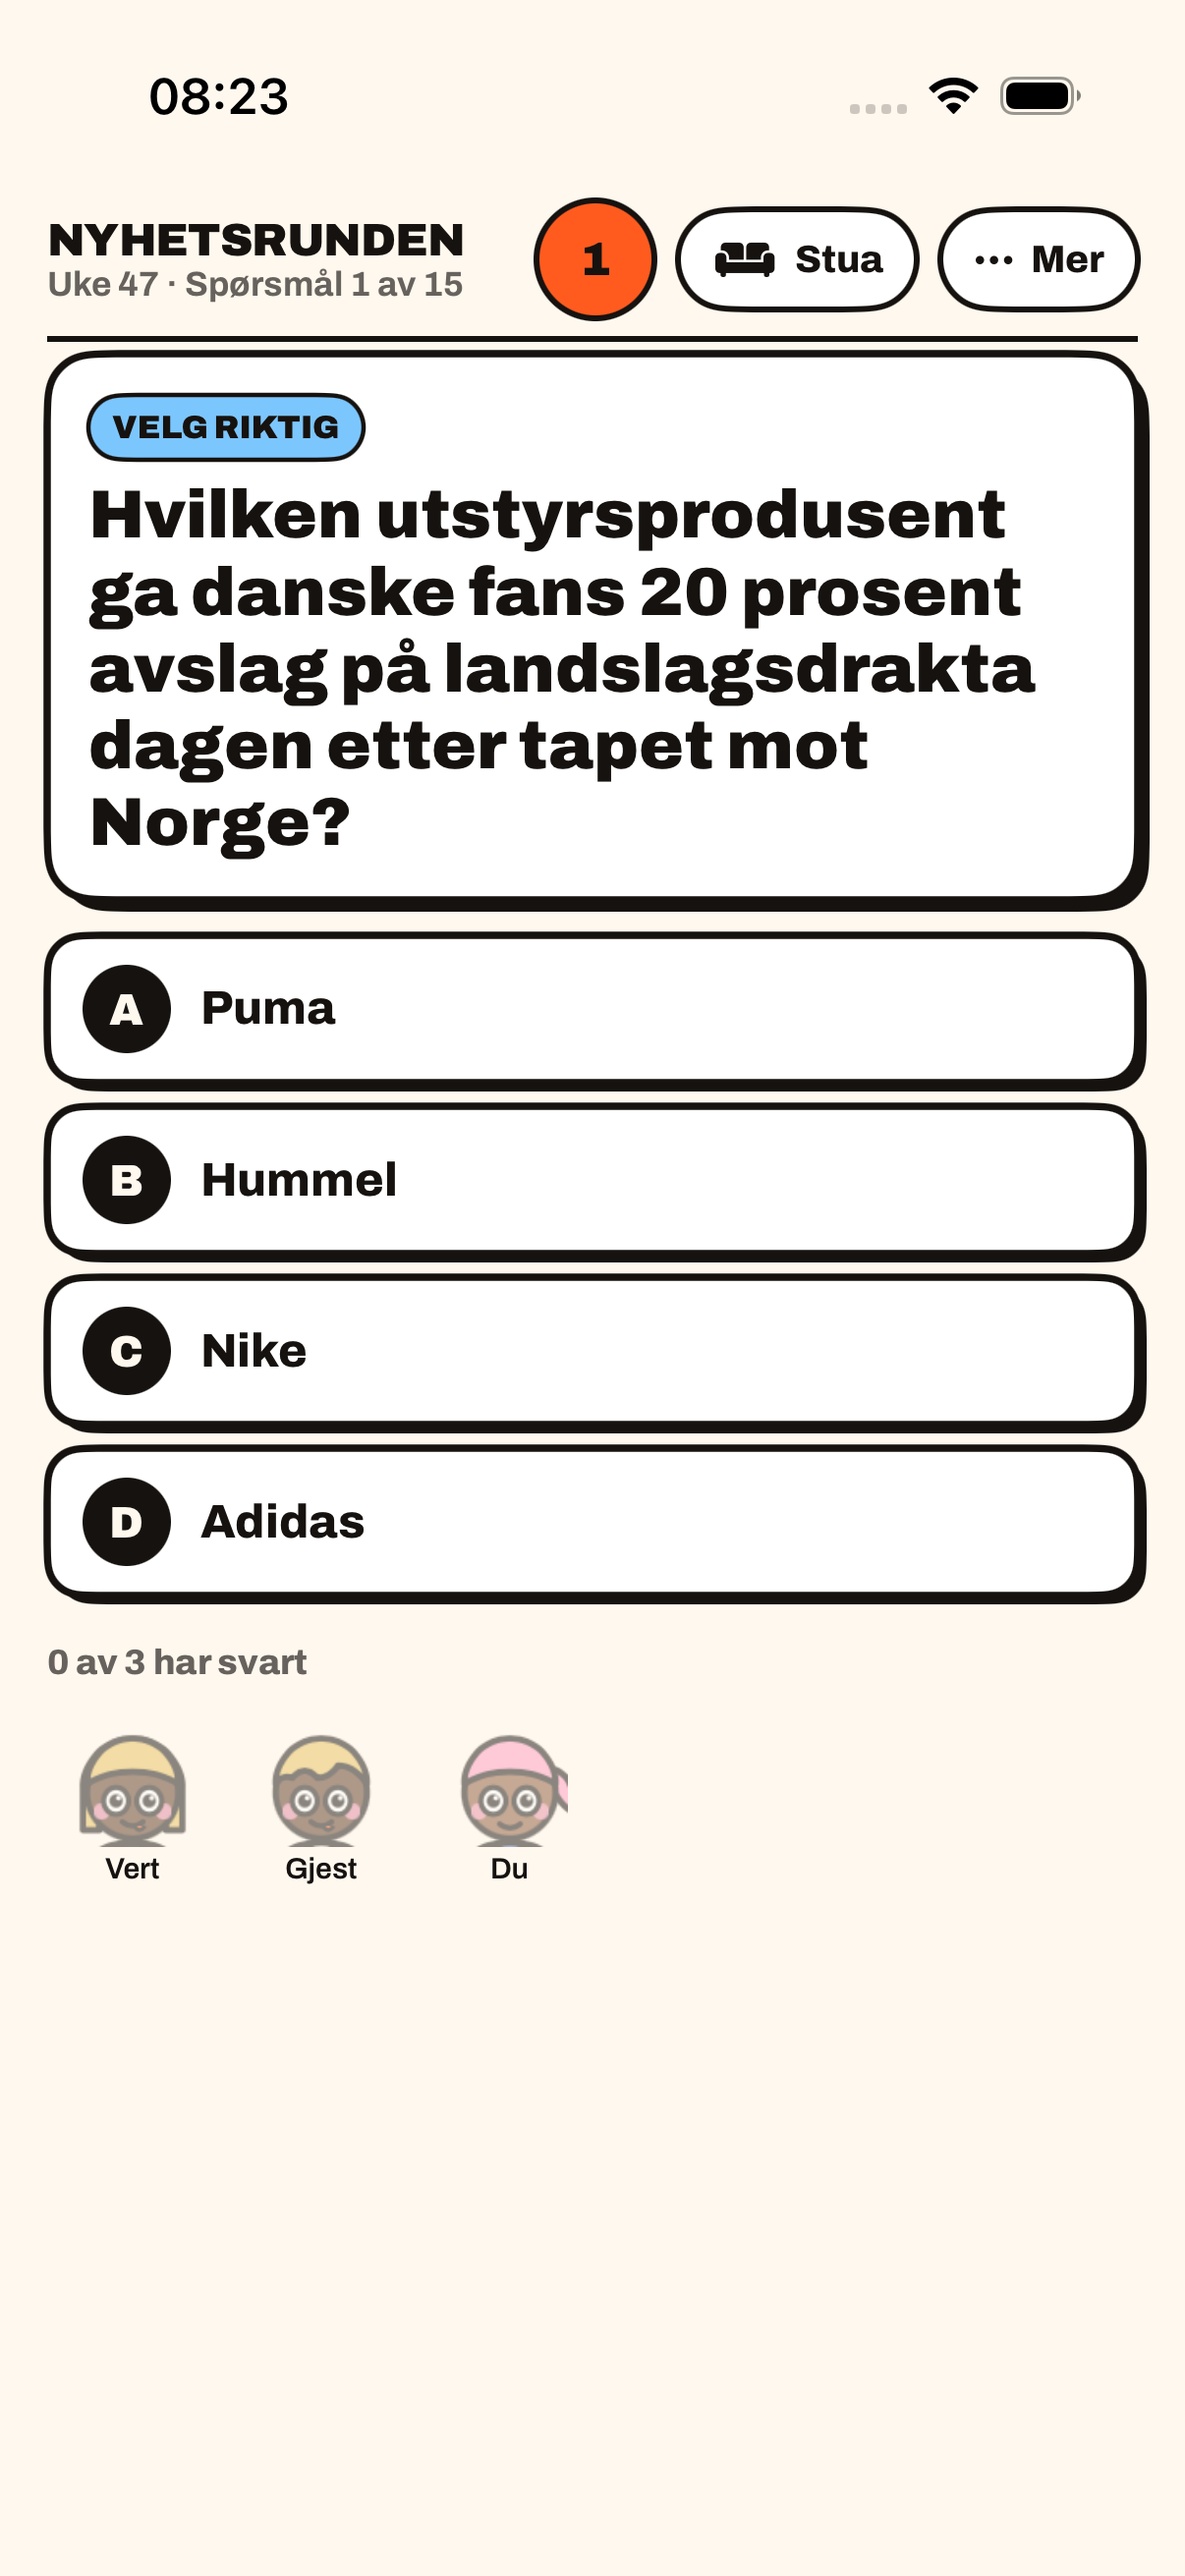 08:23
NYHETSRUNDEN
Uke 47 · Spørsmål 1 av 15
1
Stua
Mer
VELG RIKTIG
Hvilken utstyrsprodusent
ga danske fans 20 prosent
avslag på landslagsdrakta
dagen etter tapet mot
Norge?
A Puma
B Hummel
C Nike
D Adidas
0 av 3 har svart
Vert
Gjest
Du